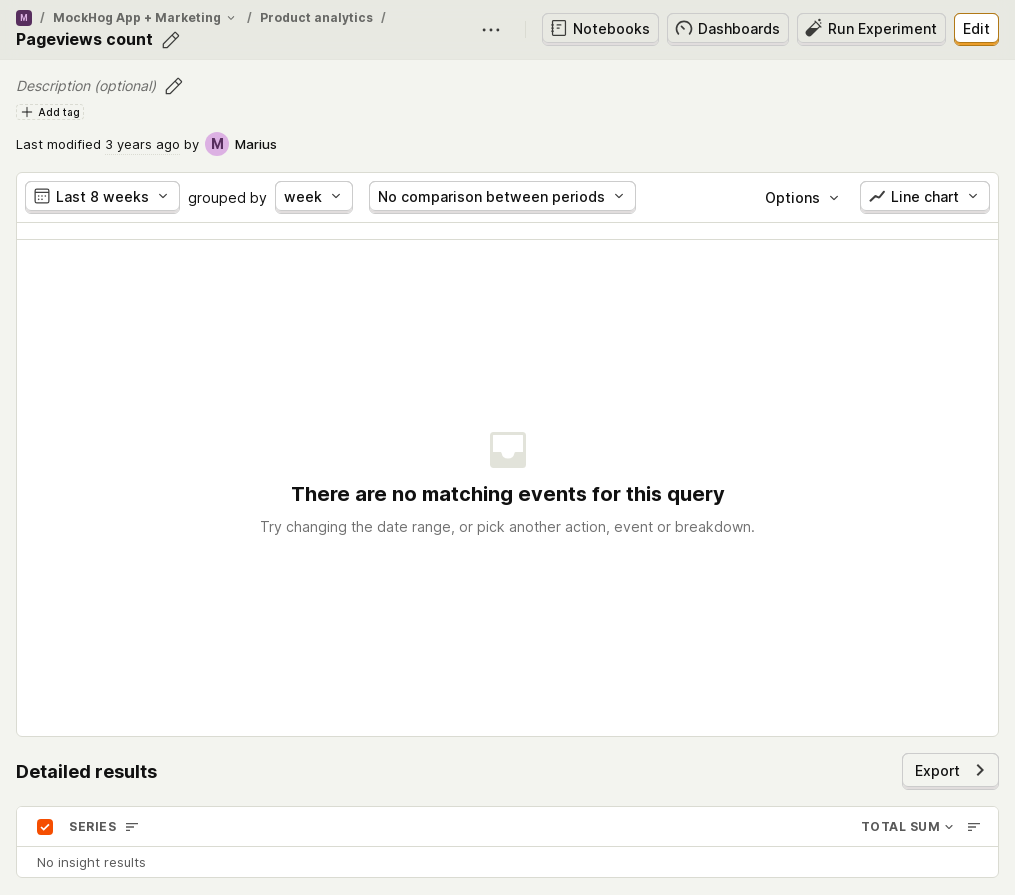 M / MockHog App + Marketing / Product analytics /
Pageviews count
Notebooks
Dashboards
Run Experiment
Edit
Description (optional)
Add tag
Last modified 3 years ago by M Marius
Last 8 weeks grouped by week No comparison between periods Options Line chart
There are no matching events for this query
Try changing the date range, or pick another action, event or breakdown.
Detailed results
Export
SERIES TOTAL SUM
No insight results